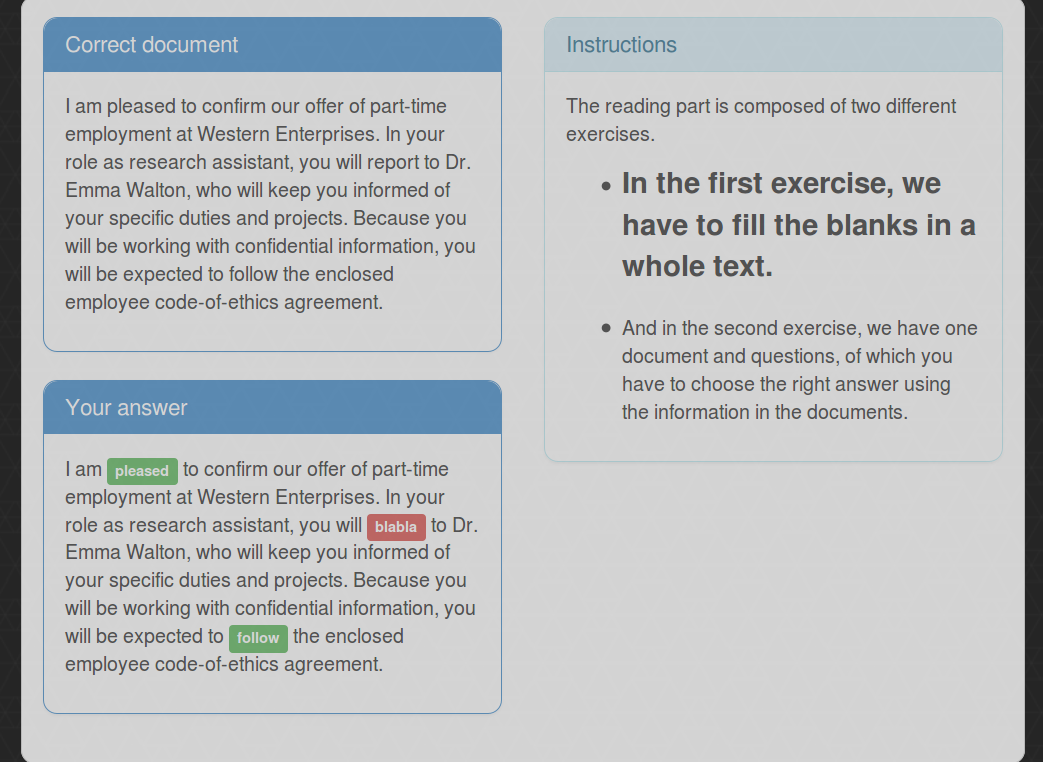 Correct document
I am pleased to confirm our offer of part-time
employment at Western Enterprises. In your
role as research assistant, you will report to Dr.
Emma Walton, who will keep you informed of
your specific duties and projects. Because you
will be working with confidential information, you
will be expected to follow the enclosed
employee code-of-ethics agreement.
Your answer
I am pleased to confirm our offer of part-time
employment at Western Enterprises. In your
role as research assistant, you will blabla to Dr.
Emma Walton, who will keep you informed of
your specific duties and projects. Because you
will be working with confidential information, you
will be expected to follow the enclosed
employee code-of-ethics agreement.
Instructions
The reading part is composed of two different
exercises.
• In the first exercise, we
have to fill the blanks in a
whole text.
• And in the second exercise, we have one
document and questions, of which you
have to choose the right answer using
the information in the documents.